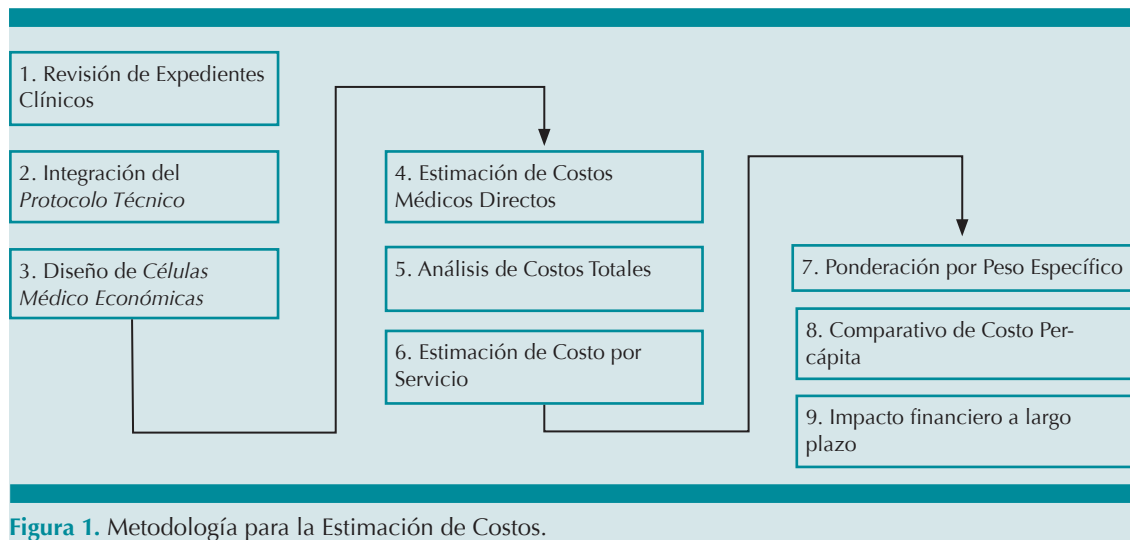 1. Revisión de Expedientes
Clínicos
2. Integración del
Protocolo Técnico
3. Diseño de Células
Médico Económicas
4. Estimación de Costos
Médicos Directos
5. Análisis de Costos Totales
6. Estimación de Costo por
Servicio
7. Ponderación por Peso Específico
8. Comparativo de Costo Per-
cápita
9. Impacto financiero a largo
plazo
Figura 1. Metodología para la Estimación de Costos.